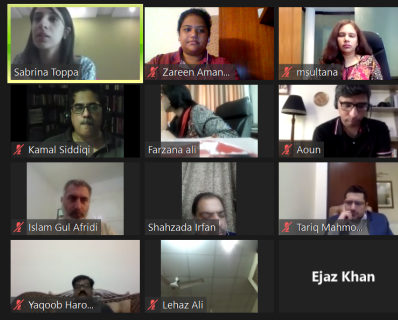 Sabrina Toppa
Zareen Aman...
msultana
Kamal Siddiqi
Farzana ali
Aoun
Islam Gul Afridi
Shahzada Irfan
Tariq Mahmo...
Yaqoob Haro...
Lehaz Ali
Ejaz Khan